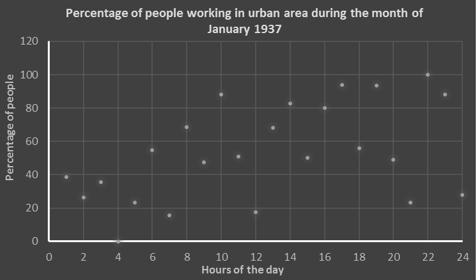 Percentage of people working in urban area during the month of
January 1937
120
100
80
60
40
20
0
Percentage of people
0 2 4 6 8 10 12 14 16 18 20 22 24
Hours of the day